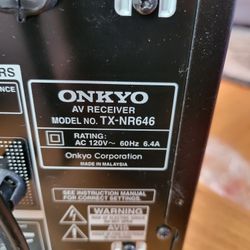 ONKYO
AV RECEIVER
MODEL NO. TX-NR646
RATING:
AC 120V~ 60Hz 6.4A
Onkyo Corporation
MADE IN MALAYSIA
SEE INSTRUCTION MANUAL
FOR CORRECT SETTINGS.
WARNING
AVIS